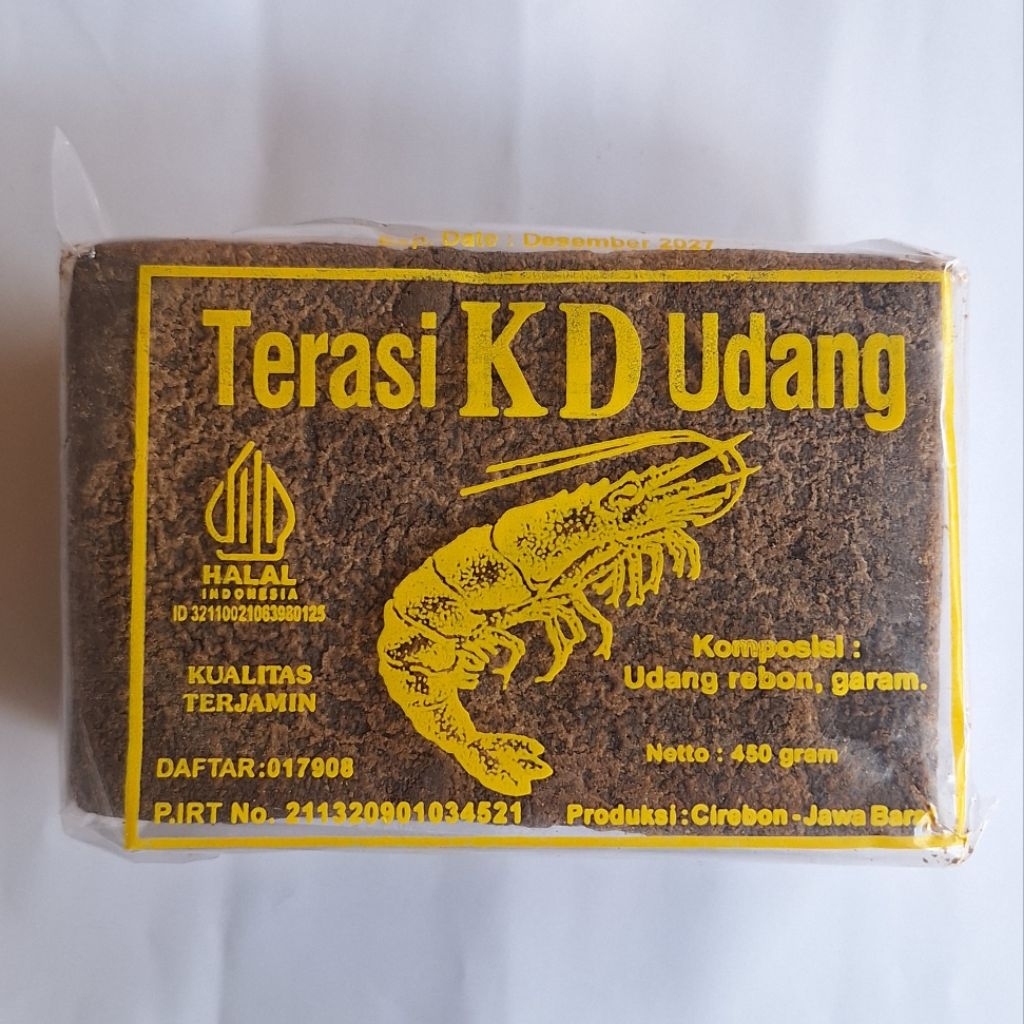 Exp. Date : Desember 2027
Terasi KD Udang
HALAL
INDONESIA
ID 32110021063980125
KUALITAS
TERJAMIN
Komposisi :
Udang rebon, garam.
Netto : 450 gram
DAFTAR:017908
P.IRT No. 211320901034521
Produksi : Cirebon - Jawa Barat